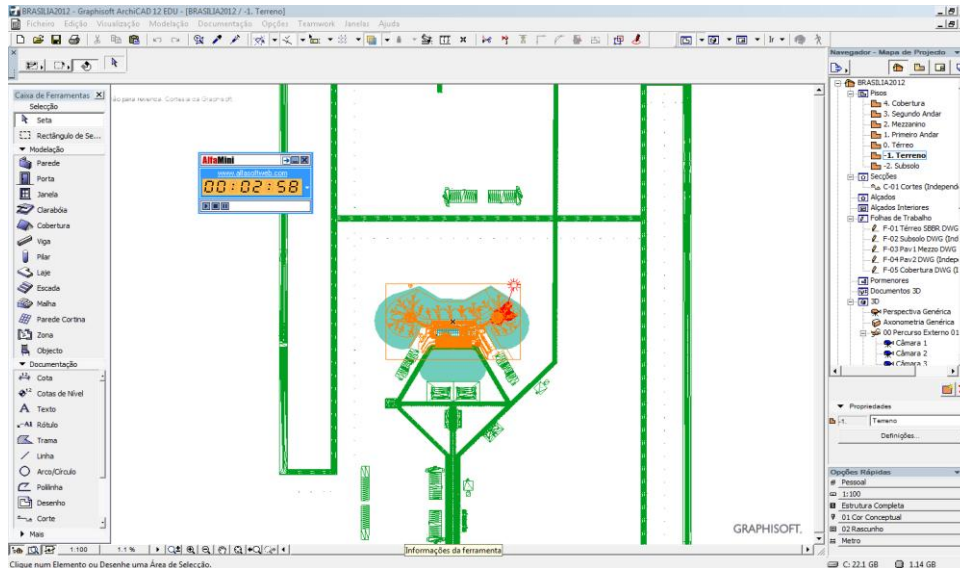 BRASILIA2012 - Graphisoft ArchiCAD 12 EDU - [BRASILIA2012 / -1. Terreno]
Ficheiro Edição Visualização Modelação Documentação Opções Teamwork Janelas Ajuda
Caixa de Ferramentas
Selecção
Seta
Rectângulo de Se...
Modelação
Parede
Porta
Janela
Clarabóia
Cobertura
Viga
Pilar
Laje
Escada
Malha
Parede Cortina
Zona
Objecto
Documentação
Cota
Cotas de Nível
Texto
Rótulo
Trama
Linha
Arco/Círculo
Polilinha
Desenho
Corte
Mais
AlfaMini
www.alfasoftweb.com
00:02:58
GRAPHISOFT.
Informações da ferramenta
1:100
1.1 %
Clique num Elemento ou Desenhe uma Área de Selecção.
Navegador - Mapa de Projecto
BRASILIA2012
Pisos
4. Cobertura
3. Segundo Andar
2. Mezzanino
1. Primeiro Andar
0. Térreo
-1. Terreno
-2. Subsolo
Secções
C-01 Cortes (Independ
Alçados
Alçados Interiores
Folhas de Trabalho
F-01 Térreo SBBR DWG
F-02 Subsolo DWG (Ind
F-03 Pav1 Mezzo DWG
F-04 Pav2 DWG (Indep
F-05 Cobertura DWG (I
Pormenores
Documentos 3D
3D
Perspectiva Genérica
Axonometria Genérica
00 Percurso Externo 01
Câmara 1
Câmara 2
Câmara 3
Propriedades
-1. Terreno
Definições...
Opções Rápidas
Pessoal
1:100
Estrutura Completa
01 Cor Conceptual
02 Rascunho
Metro
C: 22.1 GB 1.14 GB